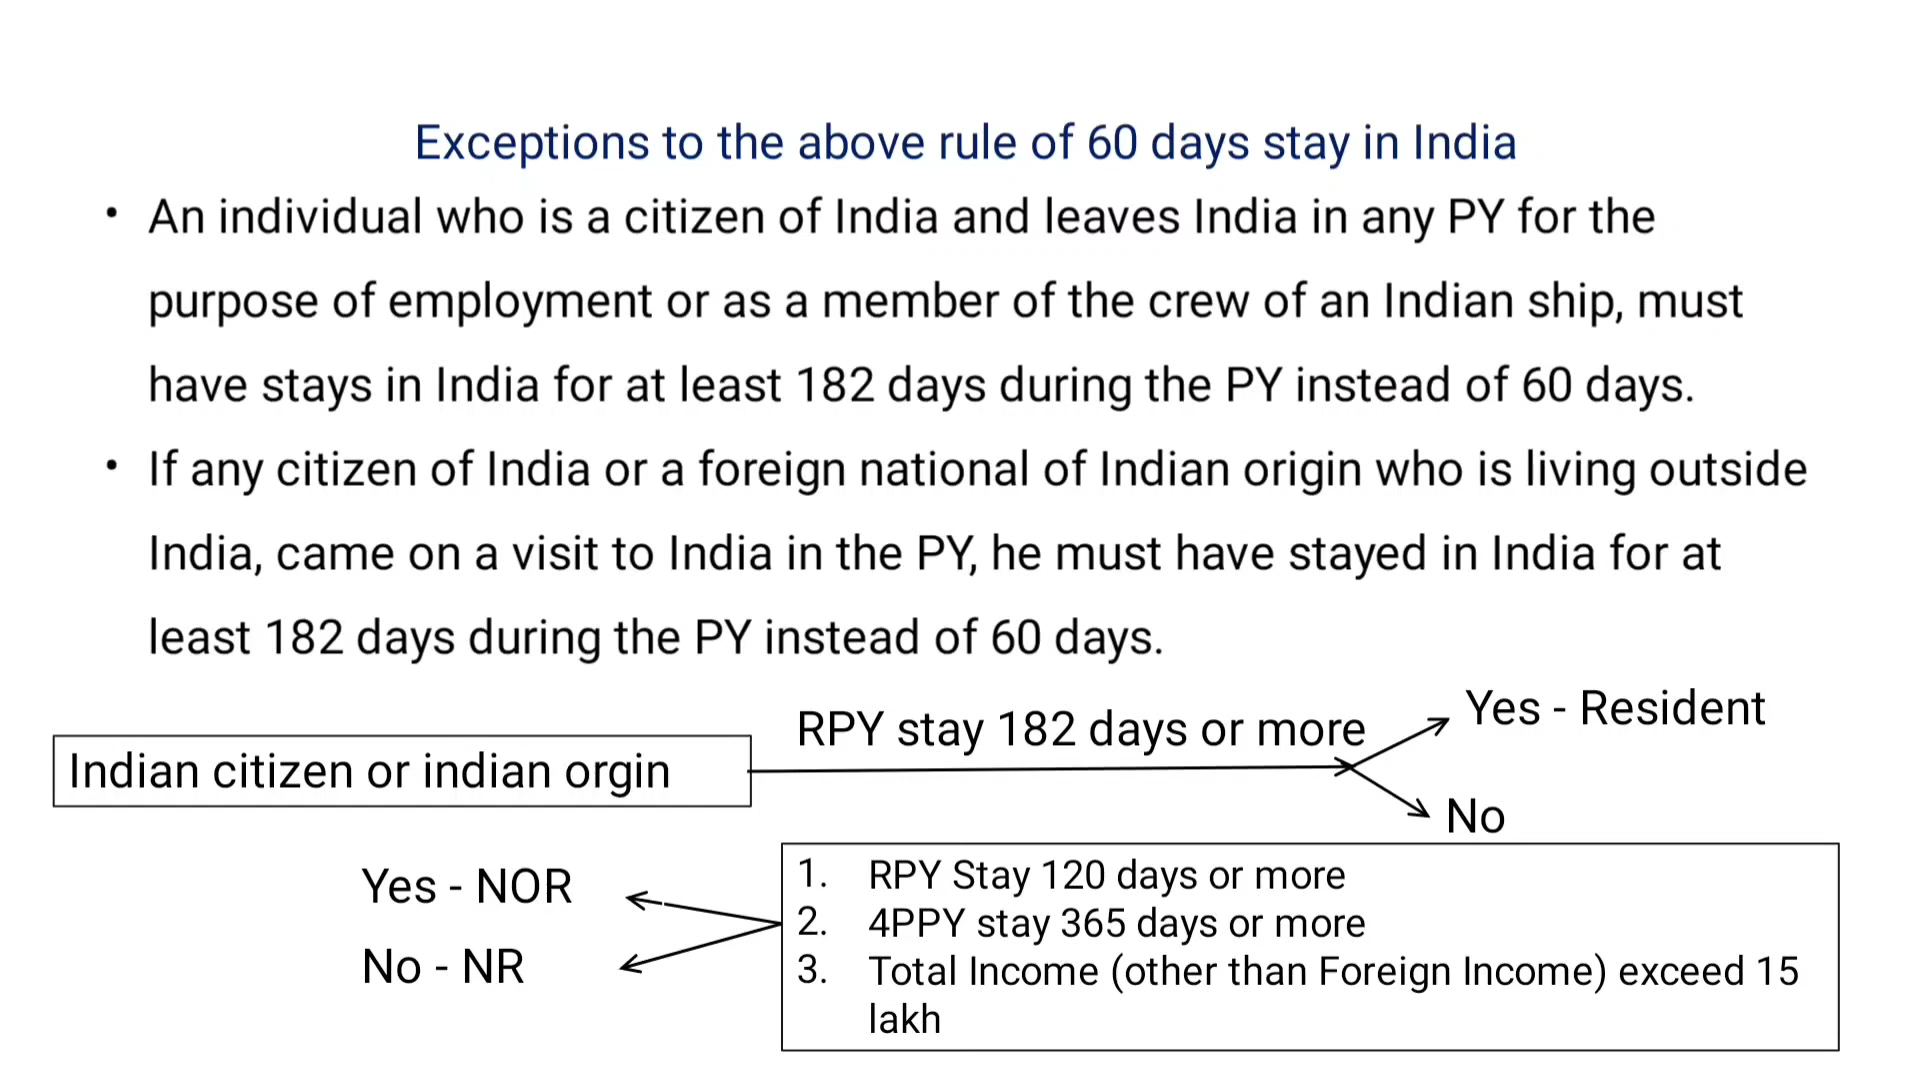 Exceptions to the above rule of 60 days stay in India
• An individual who is a citizen of India and leaves India in any PY for the
purpose of employment or as a member of the crew of an Indian ship, must
have stays in India for at least 182 days during the PY instead of 60 days.
• If any citizen of India or a foreign national of Indian origin who is living outside
India, came on a visit to India in the PY, he must have stayed in India for at
least 182 days during the PY instead of 60 days.
Indian citizen or indian orgin
RPY stay 182 days or more
Yes - Resident
No
1. RPY Stay 120 days or more
2. 4PPY stay 365 days or more
3. Total Income (other than Foreign Income) exceed 15
lakh
Yes - NOR
No - NR